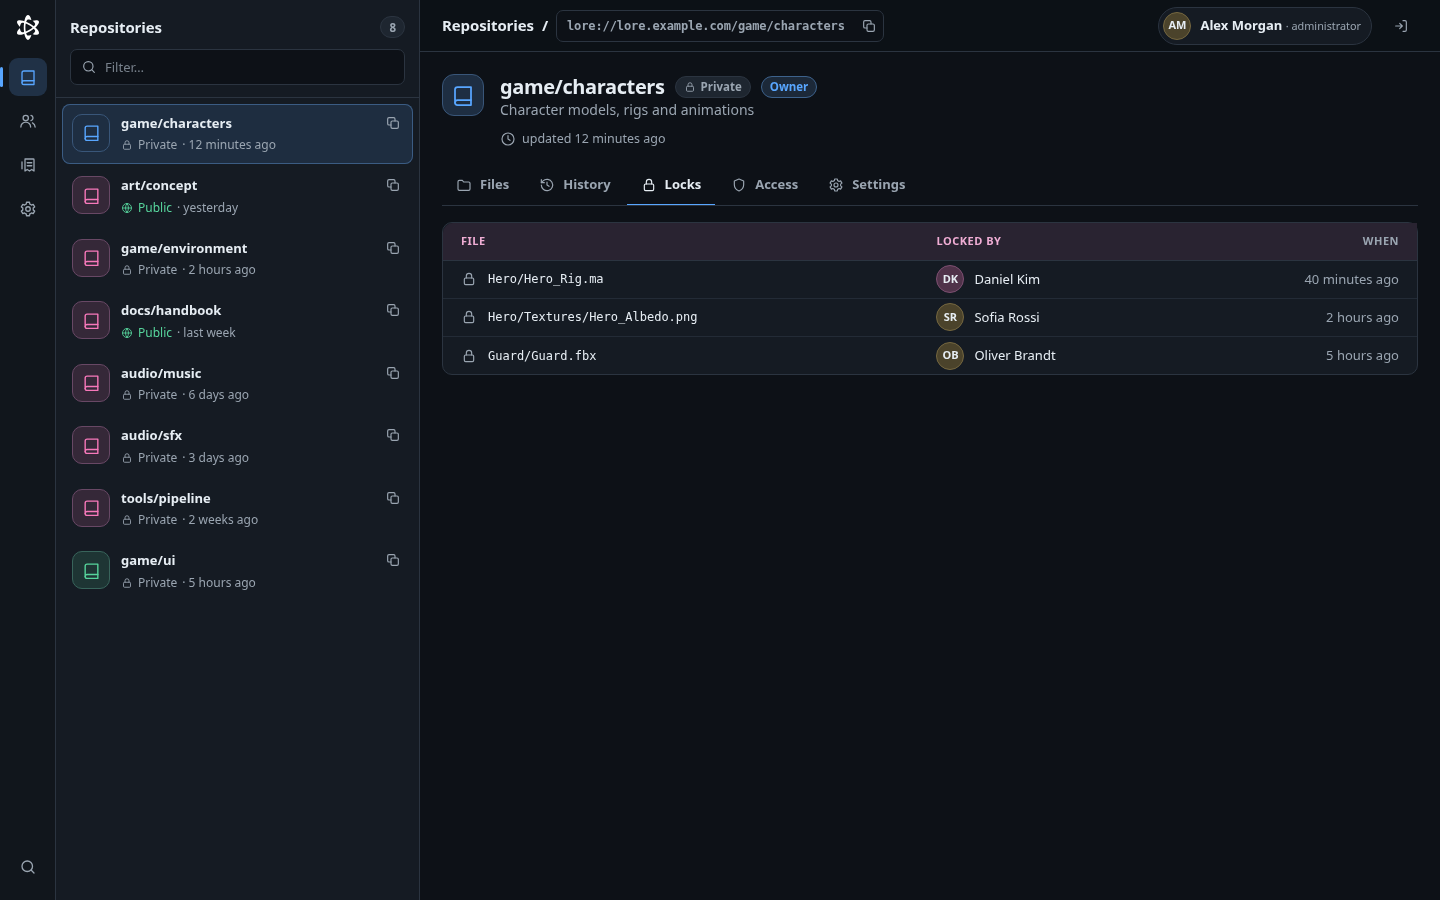 Repositories
8
Filter...
game/characters
Private · 12 minutes ago
art/concept
Public · yesterday
game/environment
Private · 2 hours ago
docs/handbook
Public · last week
audio/music
Private · 6 days ago
audio/sfx
Private · 3 days ago
tools/pipeline
Private · 2 weeks ago
game/ui
Private · 5 hours ago
Repositories / lore://lore.example.com/game/characters
AM Alex Morgan · administrator
game/characters Private Owner
Character models, rigs and animations
updated 12 minutes ago
Files History Locks Access Settings
FILE LOCKED BY WHEN
Hero/Hero_Rig.ma DK Daniel Kim 40 minutes ago
Hero/Textures/Hero_Albedo.png SR Sofia Rossi 2 hours ago
Guard/Guard.fbx OB Oliver Brandt 5 hours ago